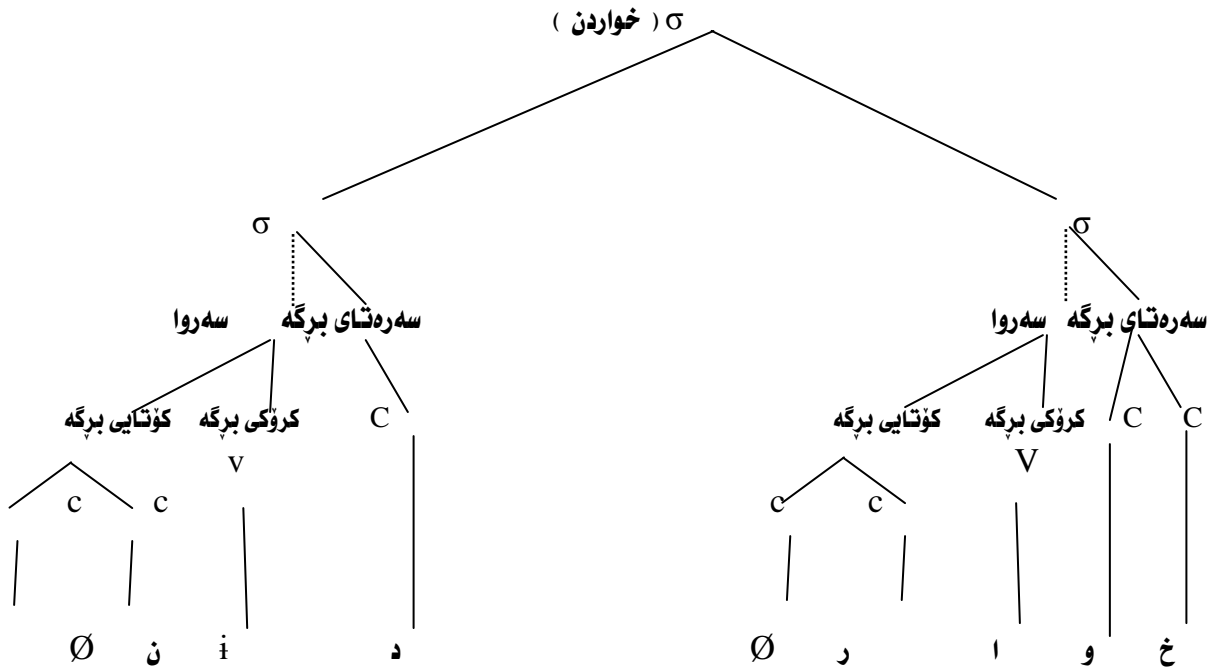 σ ( خواردن )
σ σ
سەرەتای بڕگە سەروا سەرەتای بڕگە سەروا
C C کرۆکی بڕگە کۆتایی بڕگە C کرۆکی بڕگە کۆتایی بڕگە
V v
c c c c
خ و ا ر Ø د ɨ ن Ø